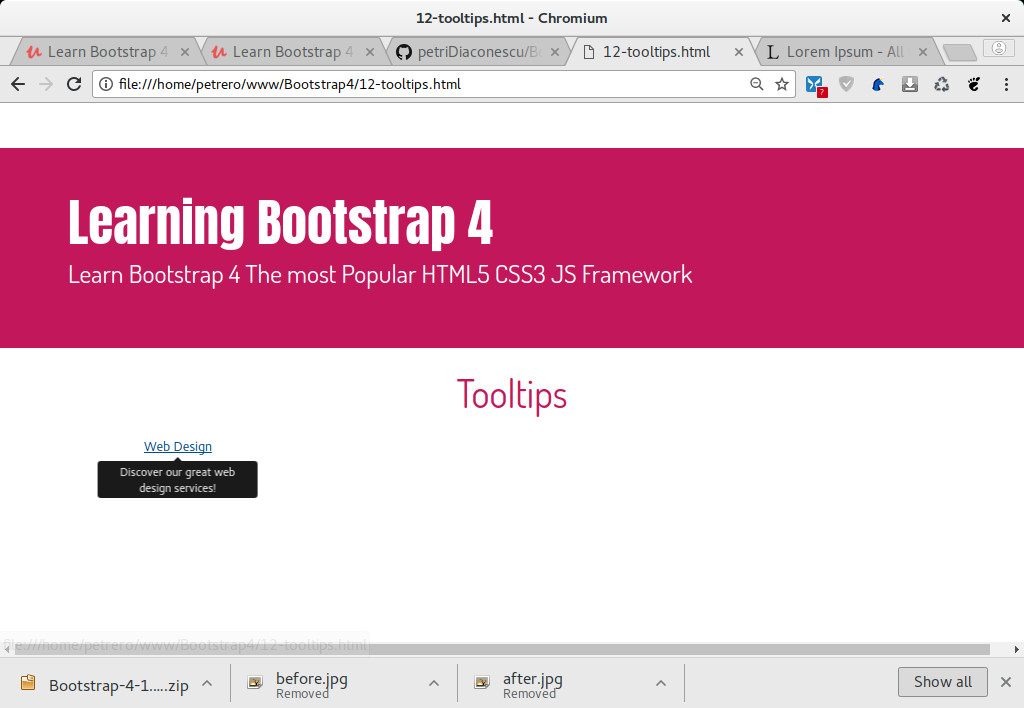 12-tooltips.html - Chromium
Learn Bootstrap 4
Learn Bootstrap 4
petriDiaconescu/Bo
12-tooltips.html
Lorem Ipsum - All
file:///home/petrero/www/Bootstrap4/12-tooltips.html
?
Learning Bootstrap 4
Learn Bootstrap 4 The most Popular HTML5 CSS3 JS Framework
Tooltips
Web Design
Discover our great web
design services!
file:///home/petrero/www/Bootstrap4/12-tooltips.html
Bootstrap-4-1.....zip
before.jpg
Removed
after.jpg
Removed
Show all